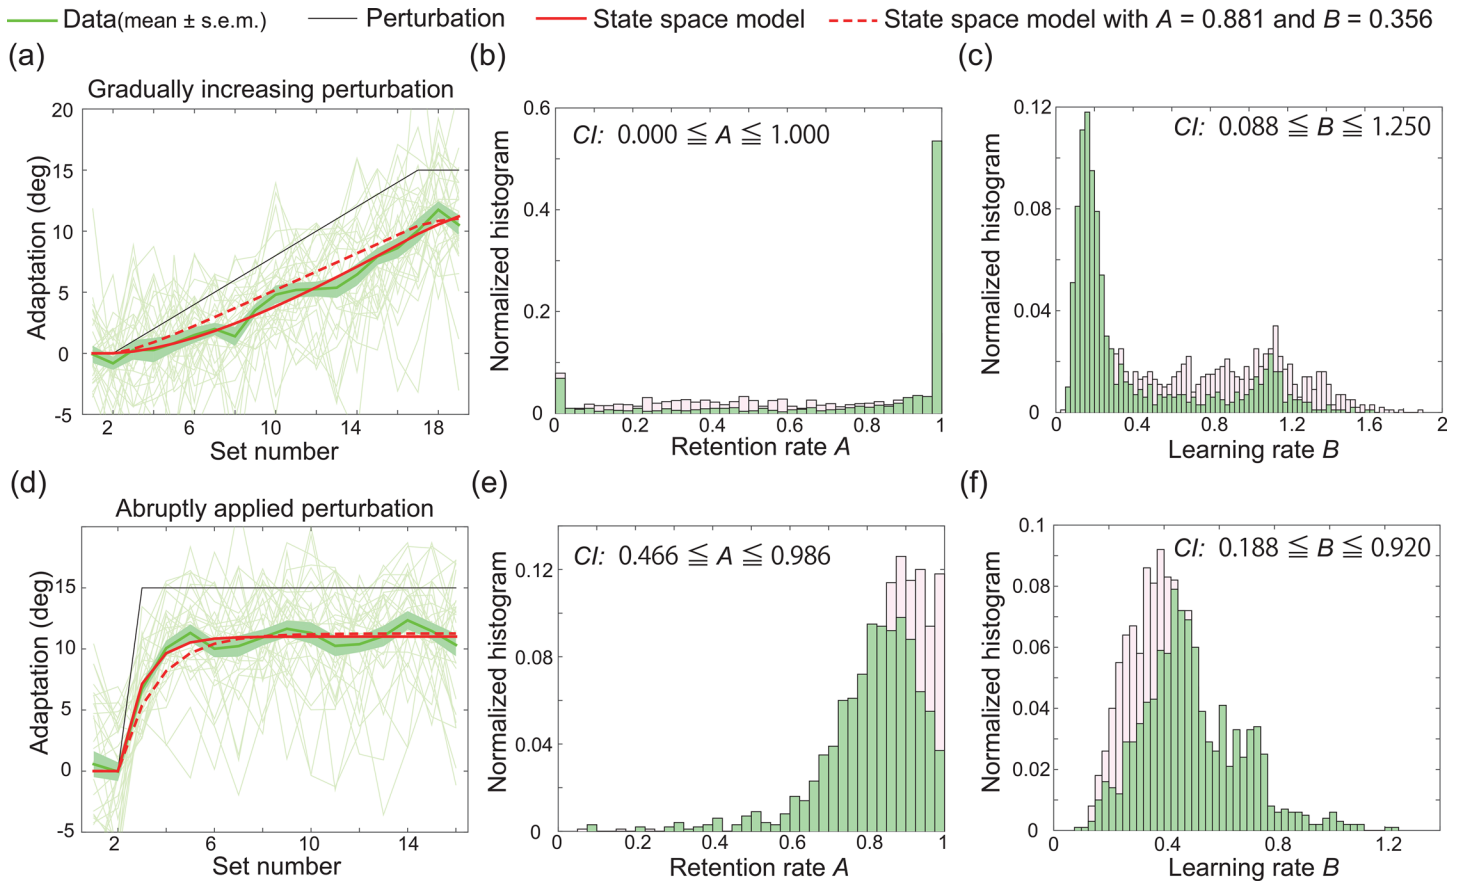 Data(mean ± s.e.m.) Perturbation State space model State space model with A = 0.881 and B = 0.356
(a)
Gradually increasing perturbation
Adaptation (deg)
20
15
10
5
0
-5
2 6 10 14 18
Set number
(b)
Normalized histogram
CI: 0.000 ≦ A ≦ 1.000
0.6
0.4
0.2
0
0 0.2 0.4 0.6 0.8 1
Retention rate A
(c)
Normalized histogram
CI: 0.088 ≦ B ≦ 1.250
0.12
0.08
0.04
0
0 0.4 0.8 1.2 1.6 2
Learning rate B
(d)
Abruptly applied perturbation
Adaptation (deg)
15
10
5
0
-5
2 6 10 14
Set number
(e)
Normalized histogram
CI: 0.466 ≦ A ≦ 0.986
0.12
0.08
0.04
0
0 0.2 0.4 0.6 0.8 1
Retention rate A
(f)
Normalized histogram
CI: 0.188 ≦ B ≦ 0.920
0.1
0.08
0.06
0.04
0.02
0
0 0.4 0.8 1.2
Learning rate B